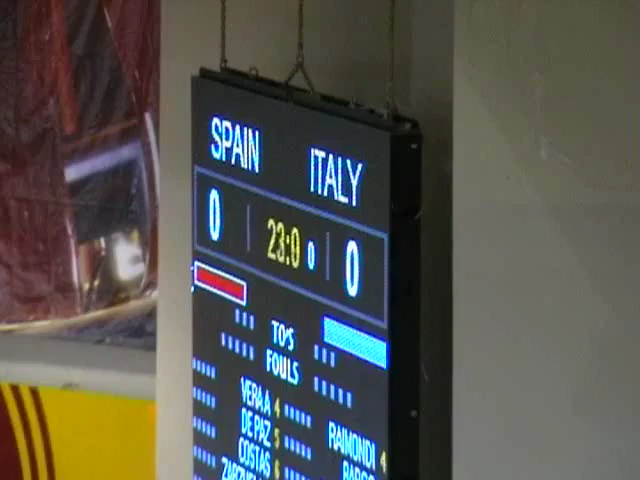 SPAIN ITALY
0 23:0 0 0
TO'S
FOULS
VERA A 4
DE PAZ 5 RAIMONDI 4
COSTAS 6